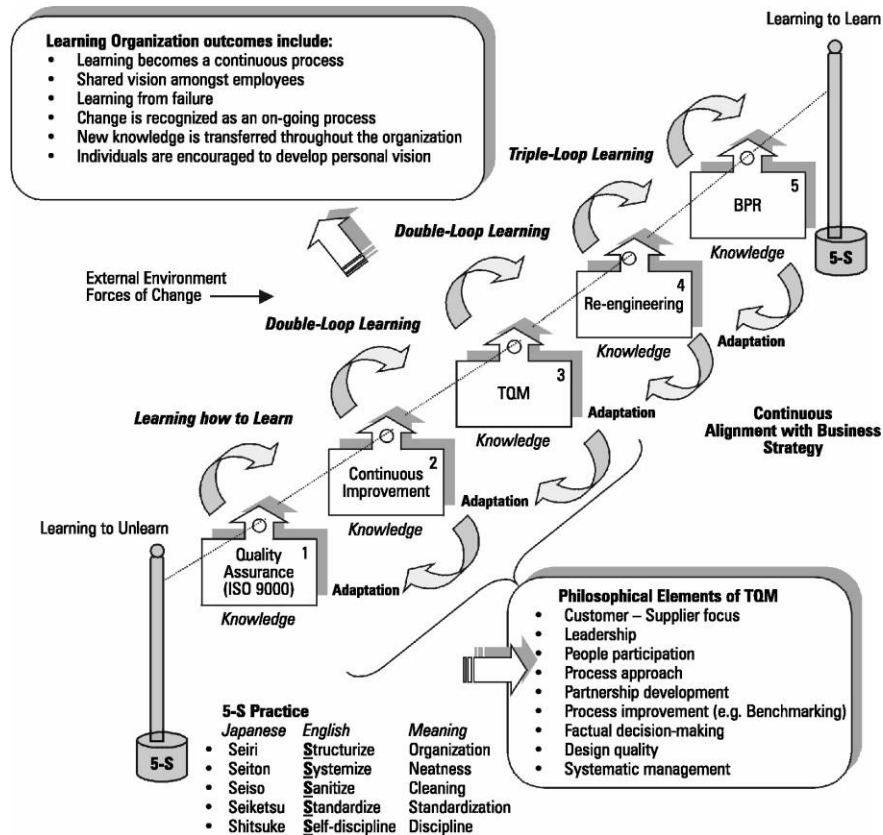 Learning Organization outcomes include:
• Learning becomes a continuous process
• Shared vision amongst employees
• Learning from failure
• Change is recognized as an on-going process
• New knowledge is transferred throughout the organization
• Individuals are encouraged to develop personal vision
Learning to Learn
5-S
Triple-Loop Learning
5
BPR
Knowledge
Double-Loop Learning
4
Re-engineering
Knowledge
Adaptation
External Environment
Forces of Change
Double-Loop Learning
3
TQM
Knowledge
Adaptation
Continuous
Alignment with Business
Strategy
Learning how to Learn
2
Continuous
Improvement
Knowledge
Adaptation
Learning to Unlearn
1
Quality
Assurance
(ISO 9000)
Knowledge
Adaptation
5-S
Philosophical Elements of TQM
• Customer – Supplier focus
• Leadership
• People participation
• Process approach
• Partnership development
• Process improvement (e.g. Benchmarking)
• Factual decision-making
• Design quality
• Systematic management
5-S Practice
Japanese English Meaning
• Seiri Structurize Organization
• Seiton Systemize Neatness
• Seiso Sanitize Cleaning
• Seiketsu Standardize Standardization
• Shitsuke Self-discipline Discipline